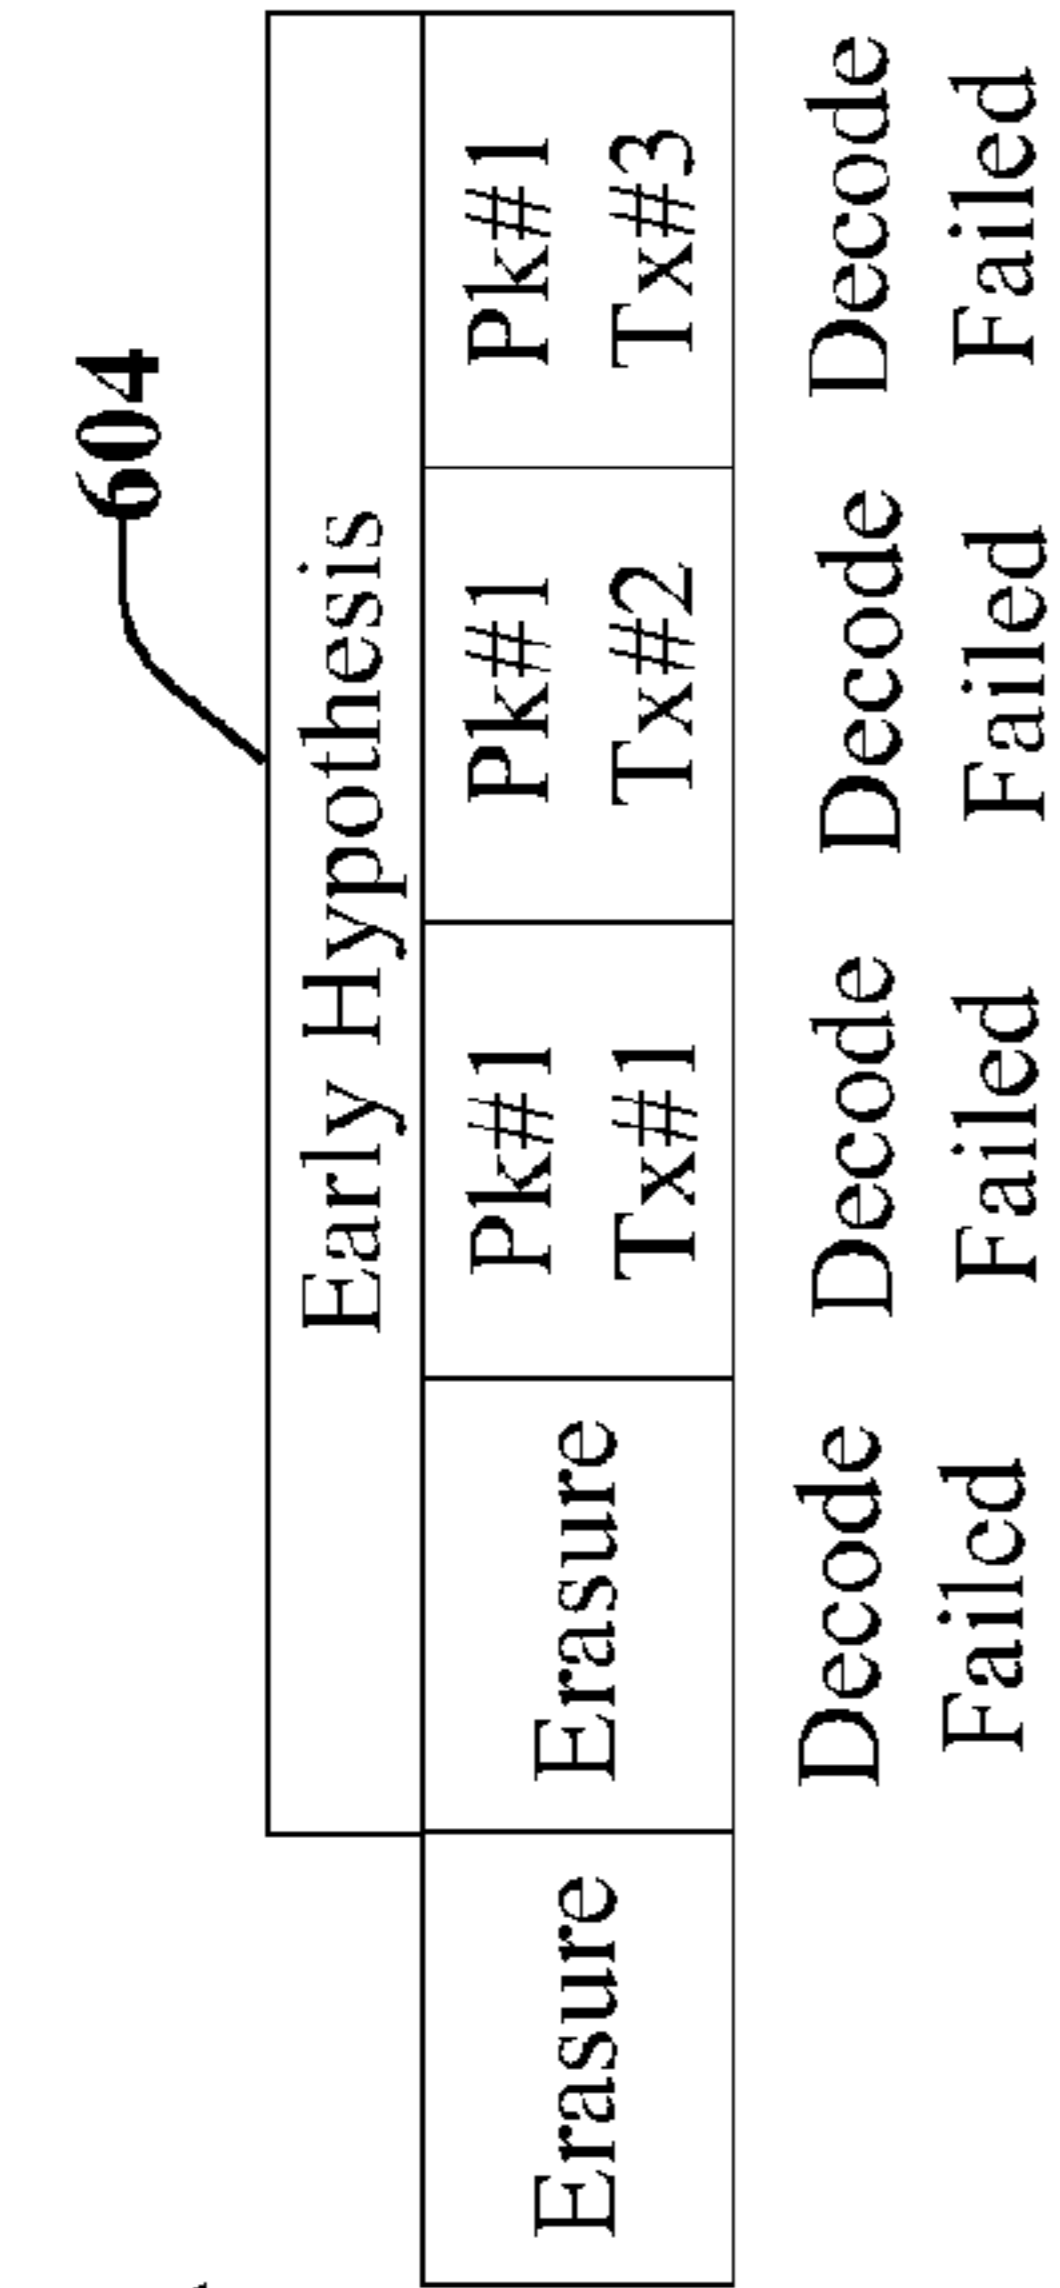 604
Early Hypothesis
Erasure
Erasure
Pk#1
Tx#1
Pk#1
Tx#2
Pk#1
Tx#3
Decode
Failcd
Decode
Failed
Decode
Failed
Decode
Failed